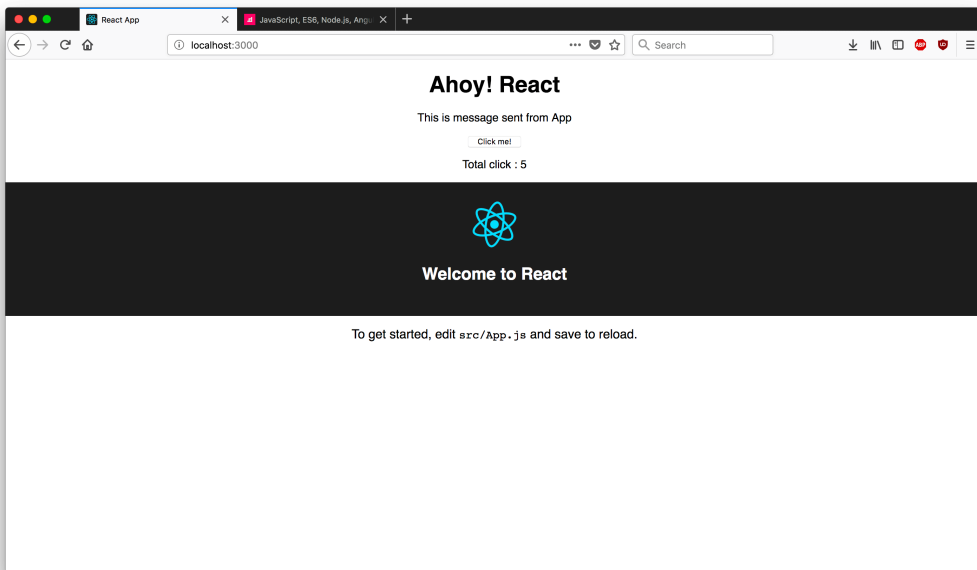 React App
JavaScript, ES6, Node.js, Angu
localhost:3000
Search
ABP
Ahoy! React
This is message sent from App
Click me!
Total click : 5
Welcome to React
To get started, edit src/App.js and save to reload.